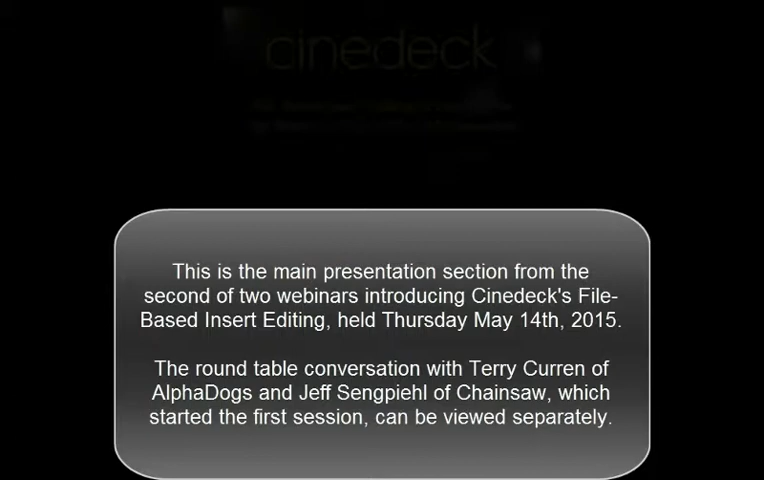 cinedeck
This is the main presentation section from the
second of two webinars introducing Cinedeck's File-
Based Insert Editing, held Thursday May 14th, 2015.
The round table conversation with Terry Curren of
AlphaDogs and Jeff Sengpiehl of Chainsaw, which
started the first session, can be viewed separately.